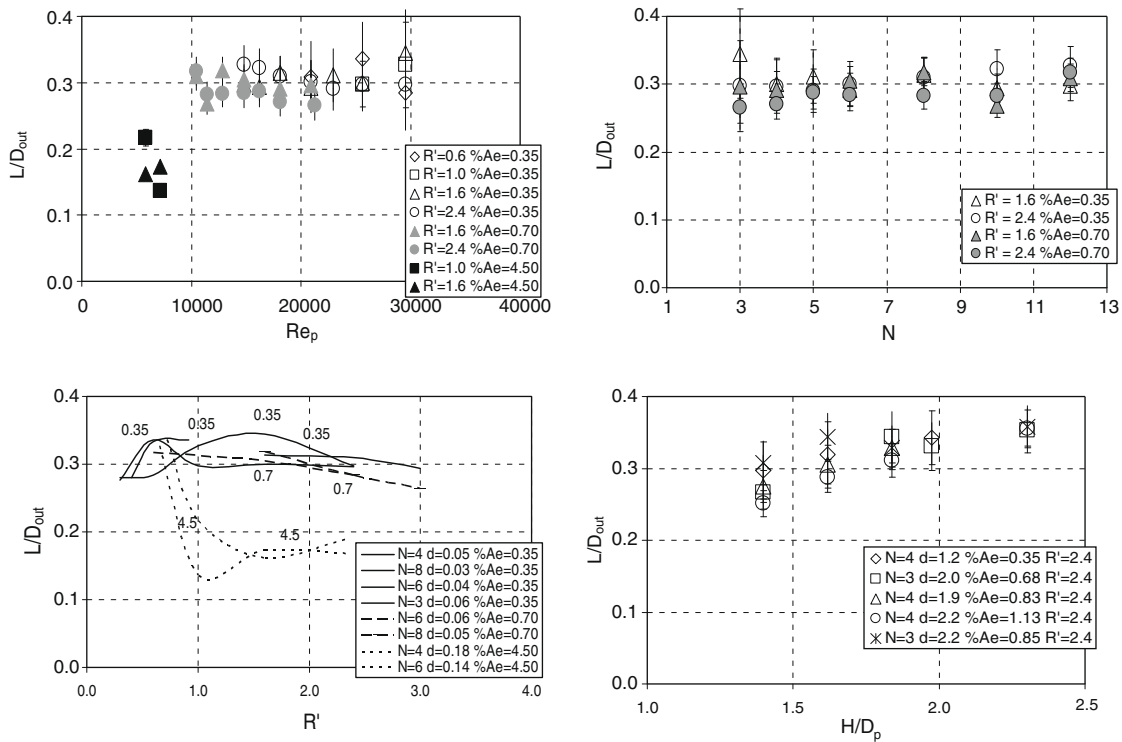 0.4
0.3
0.2
0.1
0.0
L/Dout
0
10000
20000
30000
40000
Rep
R'=0.6 %Ae=0.35
R'=1.0 %Ae=0.35
R'=1.6 %Ae=0.35
R'=2.4 %Ae=0.35
R'=1.6 %Ae=0.70
R'=2.4 %Ae=0.70
R'=1.0 %Ae=4.50
R'=1.6 %Ae=4.50
0.4
0.3
0.2
0.1
0.0
L/Dout
1
3
5
7
9
11
13
N
R' = 1.6 %Ae=0.35
R' = 2.4 %Ae=0.35
R' = 1.6 %Ae=0.70
R' = 2.4 %Ae=0.70
0.4
0.3
0.2
0.1
0.0
L/Dout
0.35
0.35
0.35
0.35
0.7
0.7
4.5
4.5
0.0
1.0
2.0
3.0
4.0
R'
N=4 d=0.05 %Ae=0.35
N=8 d=0.03 %Ae=0.35
N=6 d=0.04 %Ae=0.35
N=3 d=0.06 %Ae=0.35
N=6 d=0.06 %Ae=0.70
N=8 d=0.05 %Ae=0.70
N=4 d=0.18 %Ae=4.50
N=6 d=0.14 %Ae=4.50
0.4
0.3
0.2
0.1
0.0
L/Dout
1.0
1.5
2.0
2.5
H/Dp
N=4 d=1.2 %Ae=0.35 R'=2.4
N=3 d=2.0 %Ae=0.68 R'=2.4
N=4 d=1.9 %Ae=0.83 R'=2.4
N=4 d=2.2 %Ae=1.13 R'=2.4
N=3 d=2.2 %Ae=0.85 R'=2.4